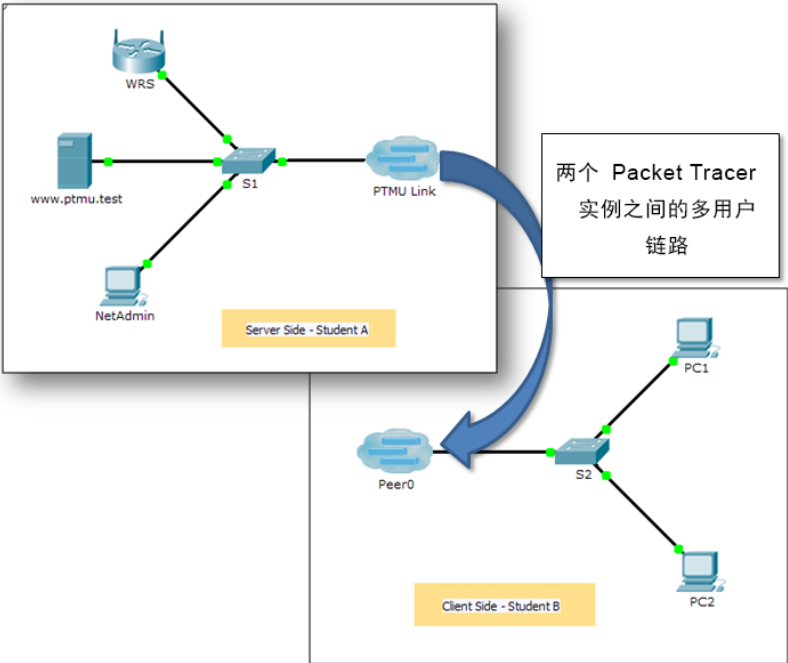 WRS
www.ptmu.test
S1
PTMU Link
NetAdmin
Server Side - Student A
两个 Packet Tracer
实例之间的多用户
链路
PC1
Peer0
S2
PC2
Client Side - Student B